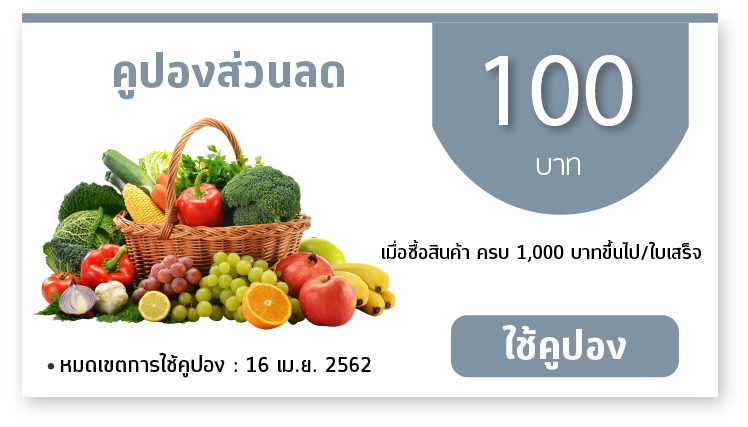 คูปองส่วนลด
100
บาท
เมื่อซื้อสินค้า ครบ 1,000 บาทขึ้นไป/ใบเสร็จ
ใช้คูปอง
• หมดเขตการใช้คูปอง : 16 เม.ย. 2562